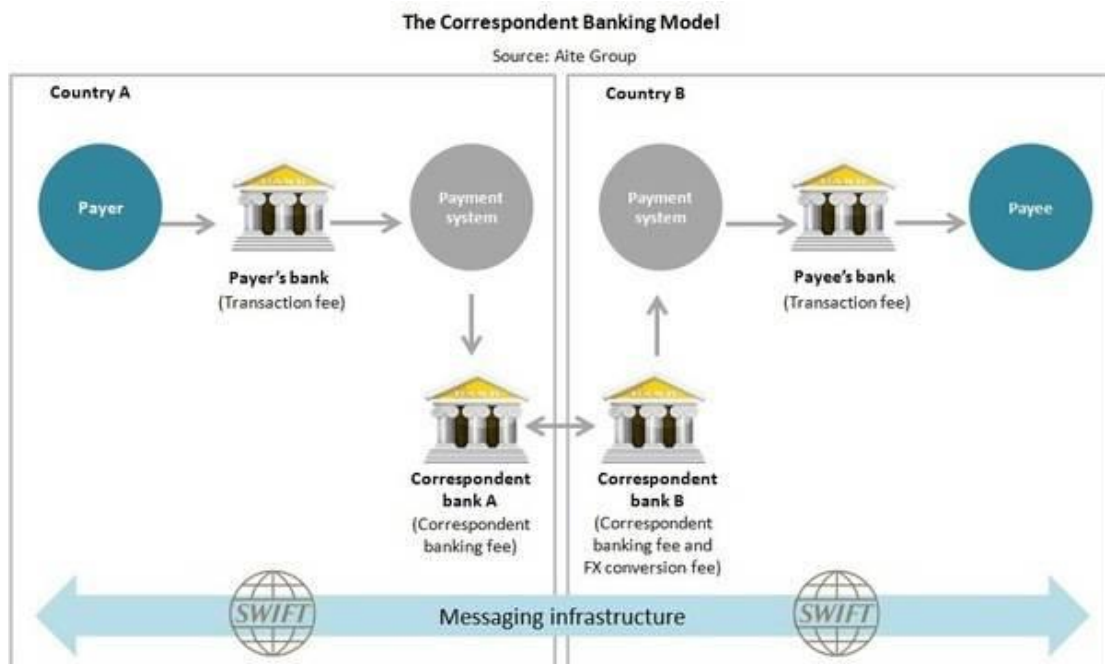 The Correspondent Banking Model
Source: Aite Group
Country A
Payer
Payer's bank
(Transaction fee)
Payment
system
Correspondent
bank A
(Correspondent
banking fee)
Country B
Payment
system
Payee's bank
(Transaction fee)
Payee
Correspondent
bank B
(Correspondent
banking fee and
FX conversion fee)
SWIFT
Messaging infrastructure
SWIFT